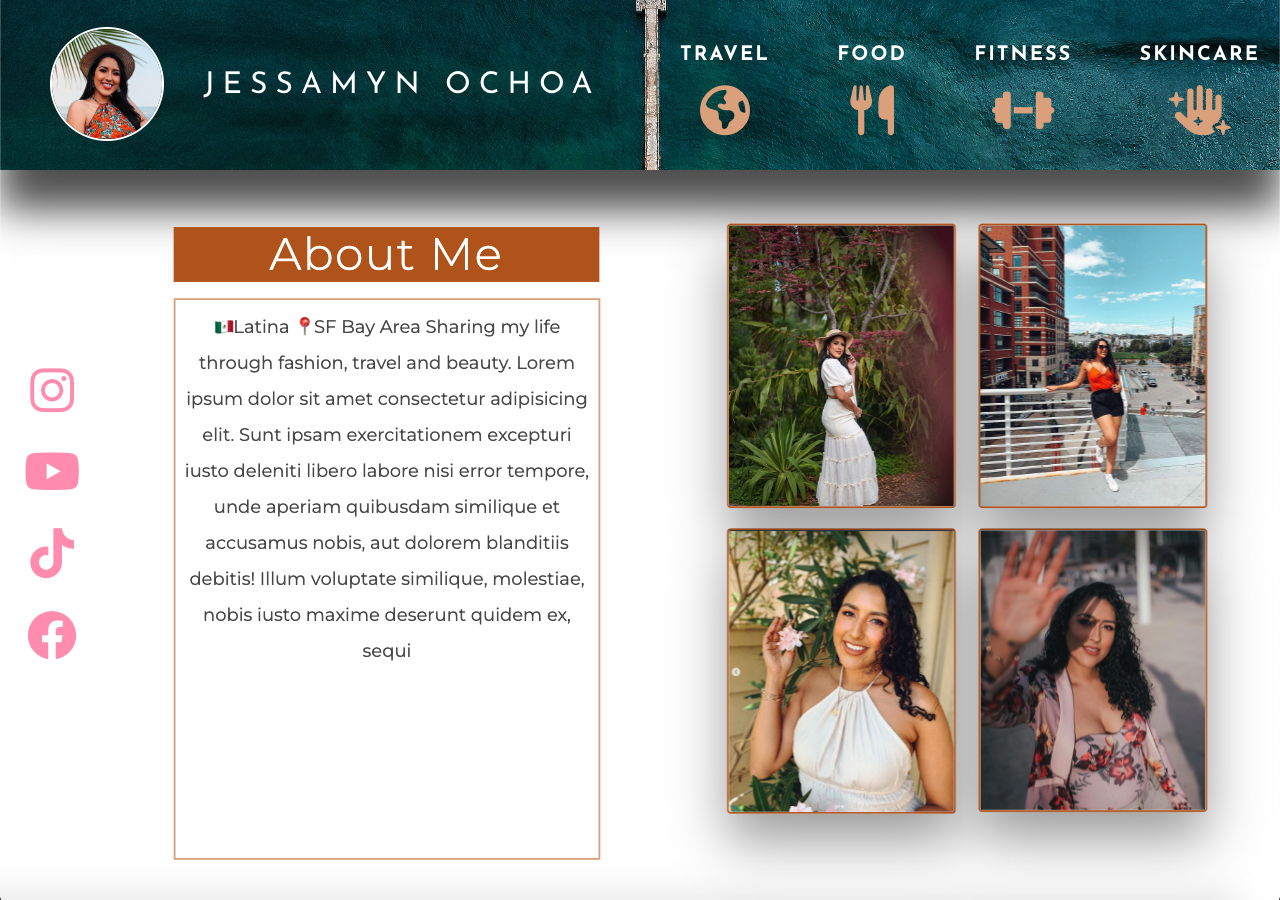 JESSAMYN OCHOA
TRAVEL
FOOD
FITNESS
SKINCARE
About Me
🇲🇽Latina 📍SF Bay Area Sharing my life
through fashion, travel and beauty. Lorem
ipsum dolor sit amet consectetur adipisicing
elit. Sunt ipsam exercitationem excepturi
iusto deleniti libero labore nisi error tempore,
unde aperiam quibusdam similique et
accusamus nobis, aut dolorem blanditiis
debitis! Illum voluptate similique, molestiae,
nobis iusto maxime deserunt quidem ex,
sequi